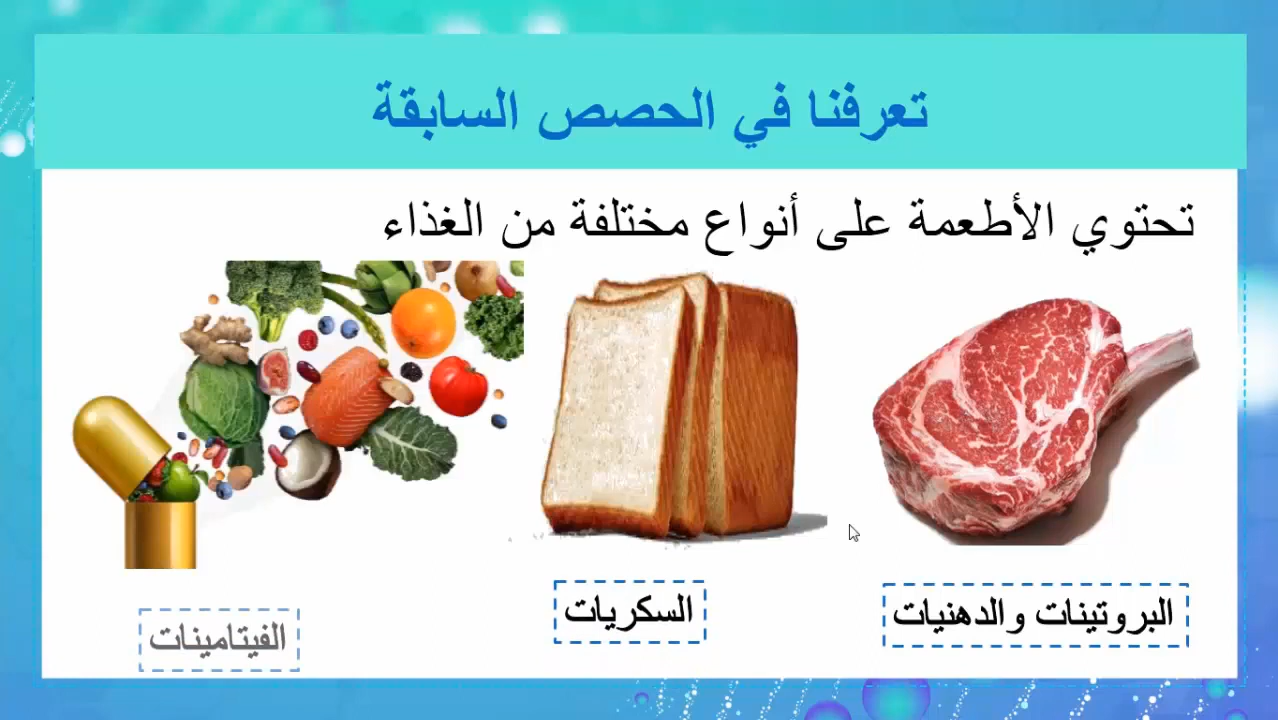 تعرفنا في الحصص السابقة
تحتوي الأطعمة على أنواع مختلفة من الغذاء
البروتينات والدهنيات
السكريات
الفيتامينات